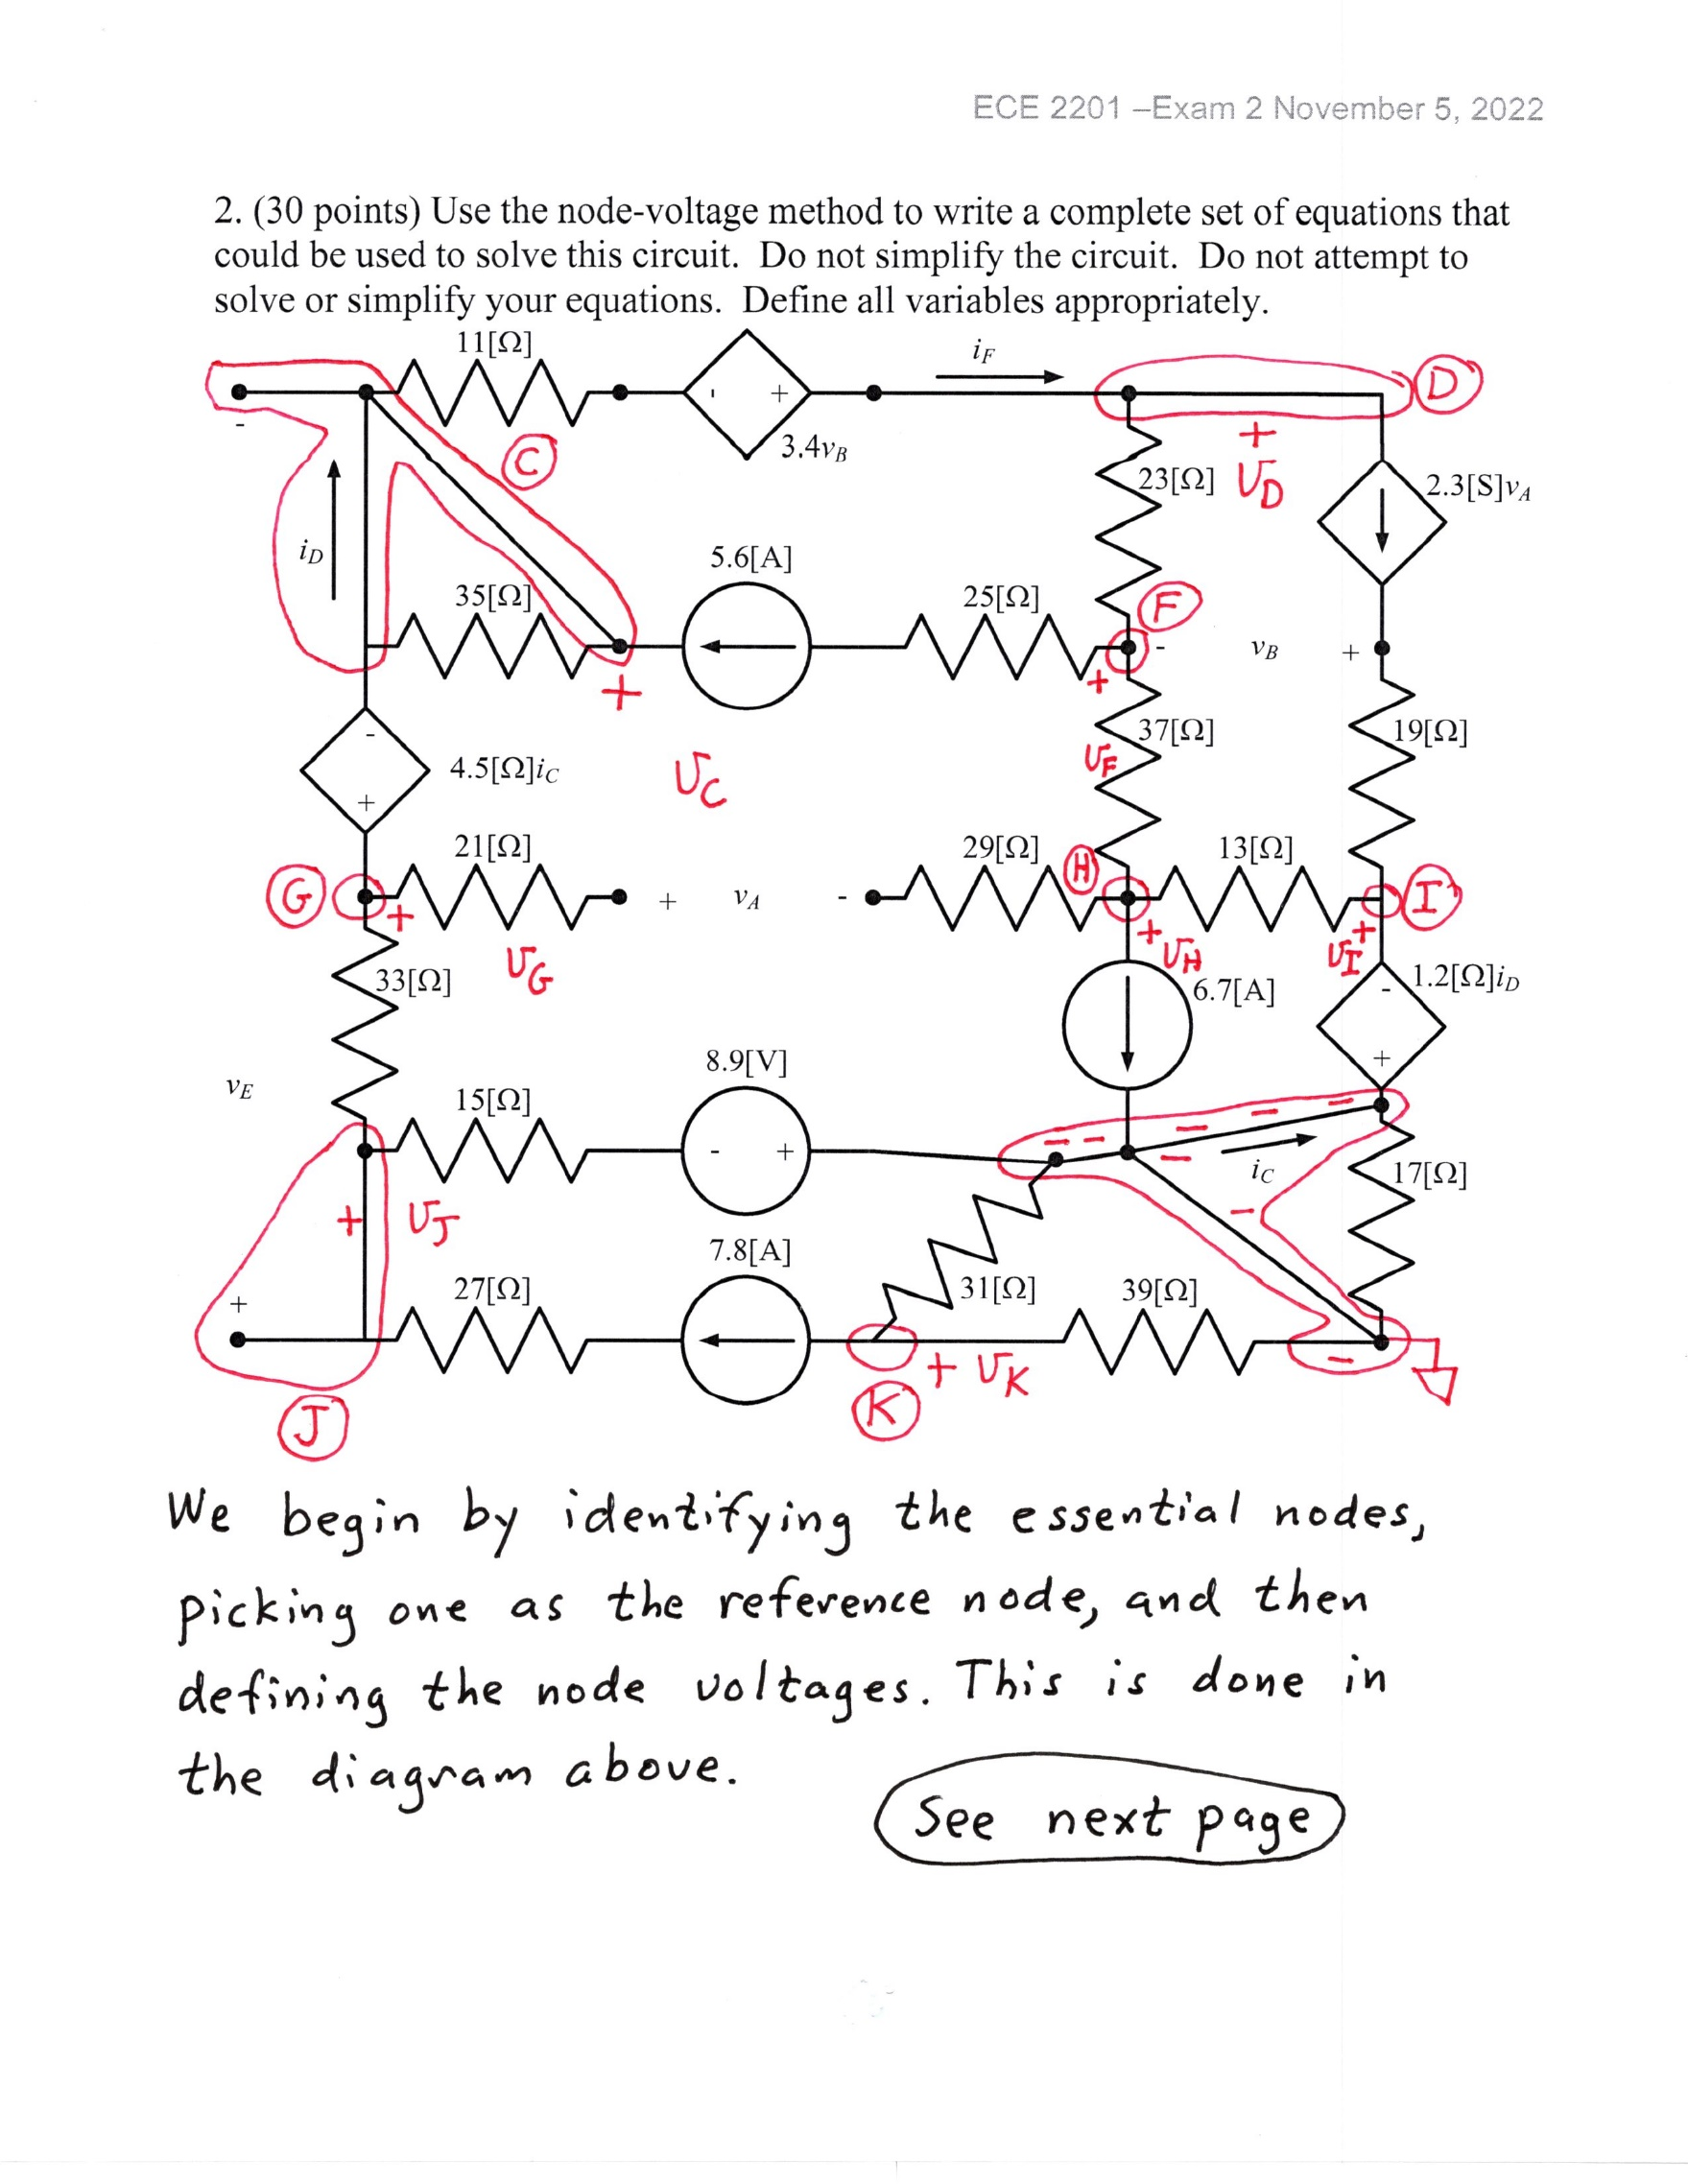 ECE 2201 –Exam 2 November 5, 2022
2. (30 points) Use the node-voltage method to write a complete set of equations that
could be used to solve this circuit.  Do not simplify the circuit.  Do not attempt to
solve or simplify your equations.  Define all variables appropriately.
11[Ω]
iF
D
- +
3.4vB
+
-
C
23[Ω]
vD
2.3[S]vA
iD
5.6[A]
35[Ω]
25[Ω]
F
- vB +
+
+
37[Ω]
19[Ω]
vF
-
4.5[Ω]iC
vC
+
21[Ω]
29[Ω]
H
13[Ω]
G
+ vA -
I
+
+ vH
vI +
33[Ω]
vG
6.7[A]
- 1.2[Ω]iD
+
8.9[V]
vE
15[Ω]
- +
- - - - - -
iC
17[Ω]
+ vJ
-
7.8[A]
27[Ω]
31[Ω]
39[Ω]
+
-
+ vK
K
J
We begin by identifying the essential nodes,
picking one as the reference node, and then
defining the node voltages. This is done in
the diagram above.
See next page